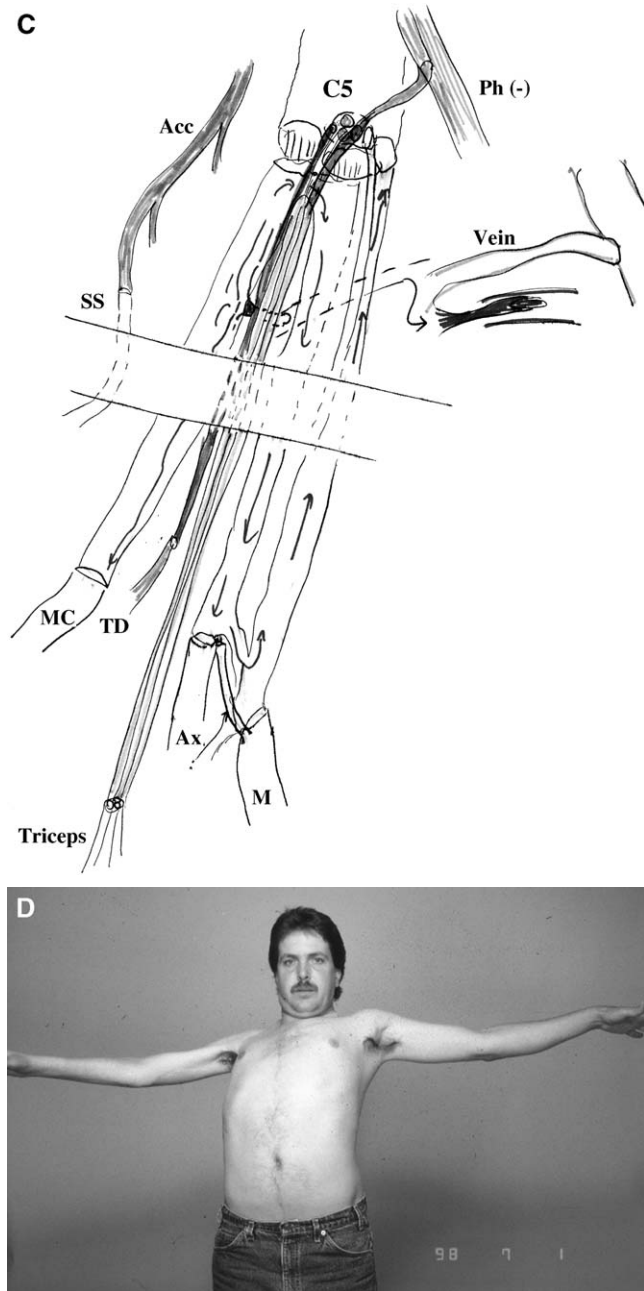 C
C5
Ph (-)
Acc
Vein
SS
MC
TD
Ax.
M
Triceps
D
98 7 1